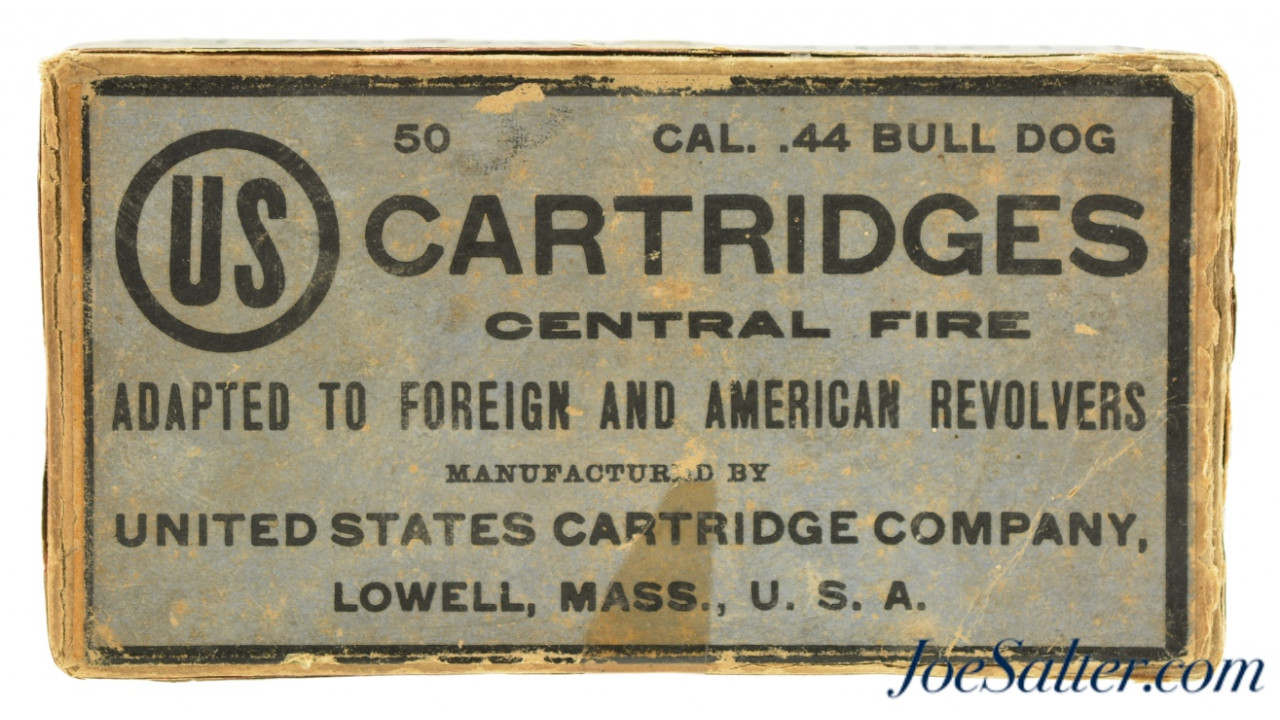 50 CAL. .44 BULL DOG
US CARTRIDGES
CENTRAL FIRE
ADAPTED TO FOREIGN AND AMERICAN REVOLVERS
MANUFACTURED BY
UNITED STATES CARTRIDGE COMPANY,
LOWELL, MASS., U. S. A.
JoeSalter.com